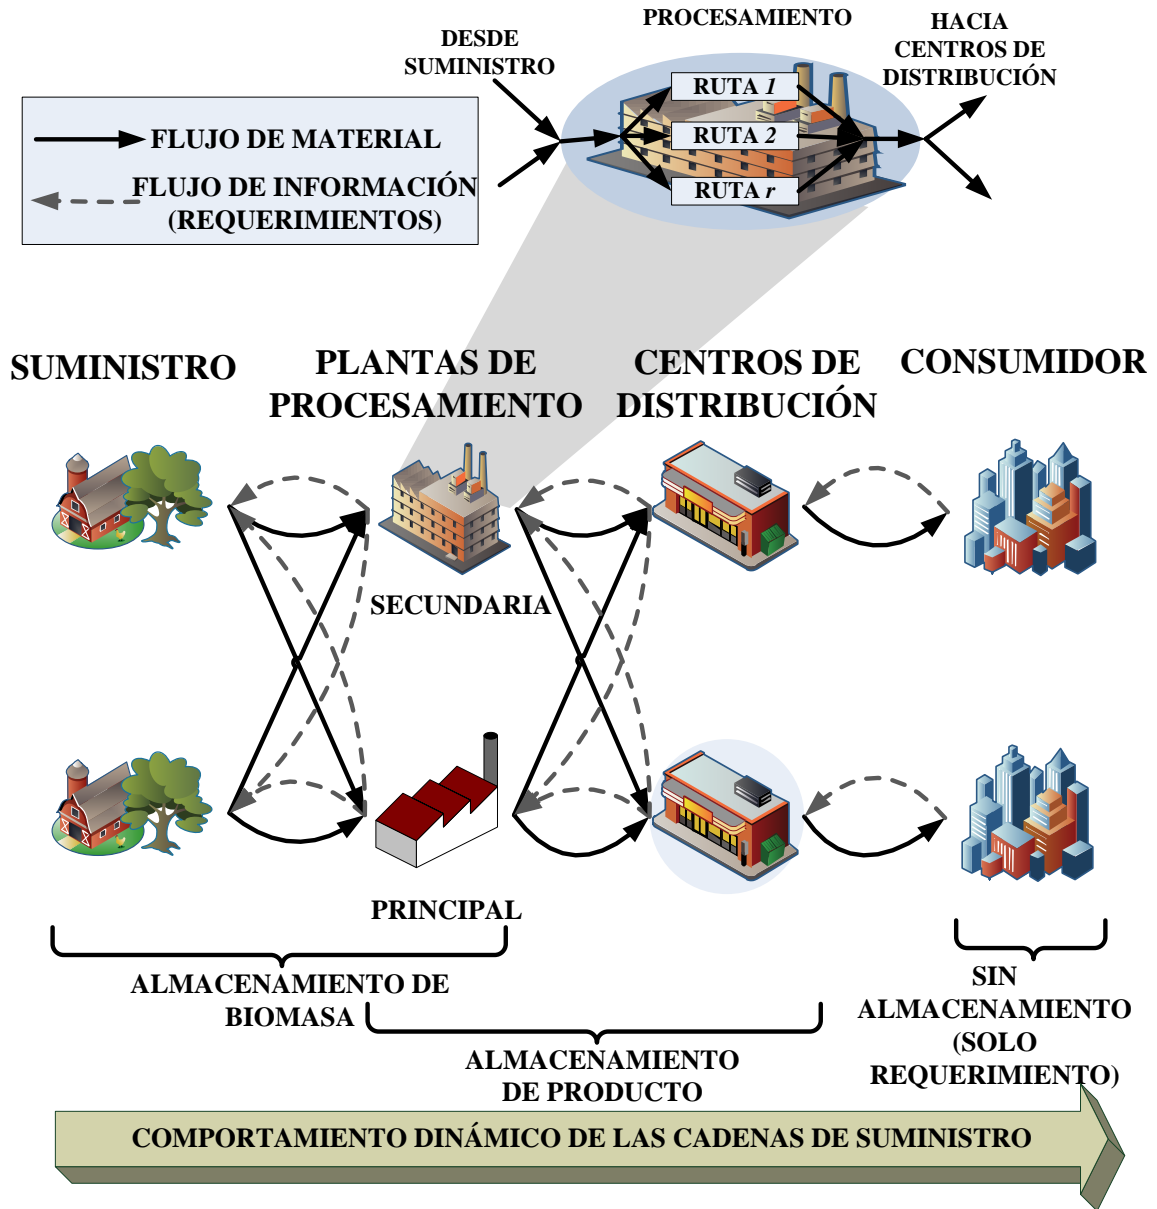 PROCESAMIENTO
DESDE
SUMINISTRO
HACIA
CENTROS DE
DISTRIBUCIÓN
RUTA 1
RUTA 2
RUTA r
FLUJO DE MATERIAL
FLUJO DE INFORMACIÓN
(REQUERIMIENTOS)
SUMINISTRO
PLANTAS DE
PROCESAMIENTO
CENTROS DE
DISTRIBUCIÓN
CONSUMIDOR
SECUNDARIA
PRINCIPAL
ALMACENAMIENTO DE
BIOMASA
ALMACENAMIENTO
DE PRODUCTO
SIN
ALMACENAMIENTO
(SOLO
REQUERIMIENTO)
COMPORTAMIENTO DINÁMICO DE LAS CADENAS DE SUMINISTRO